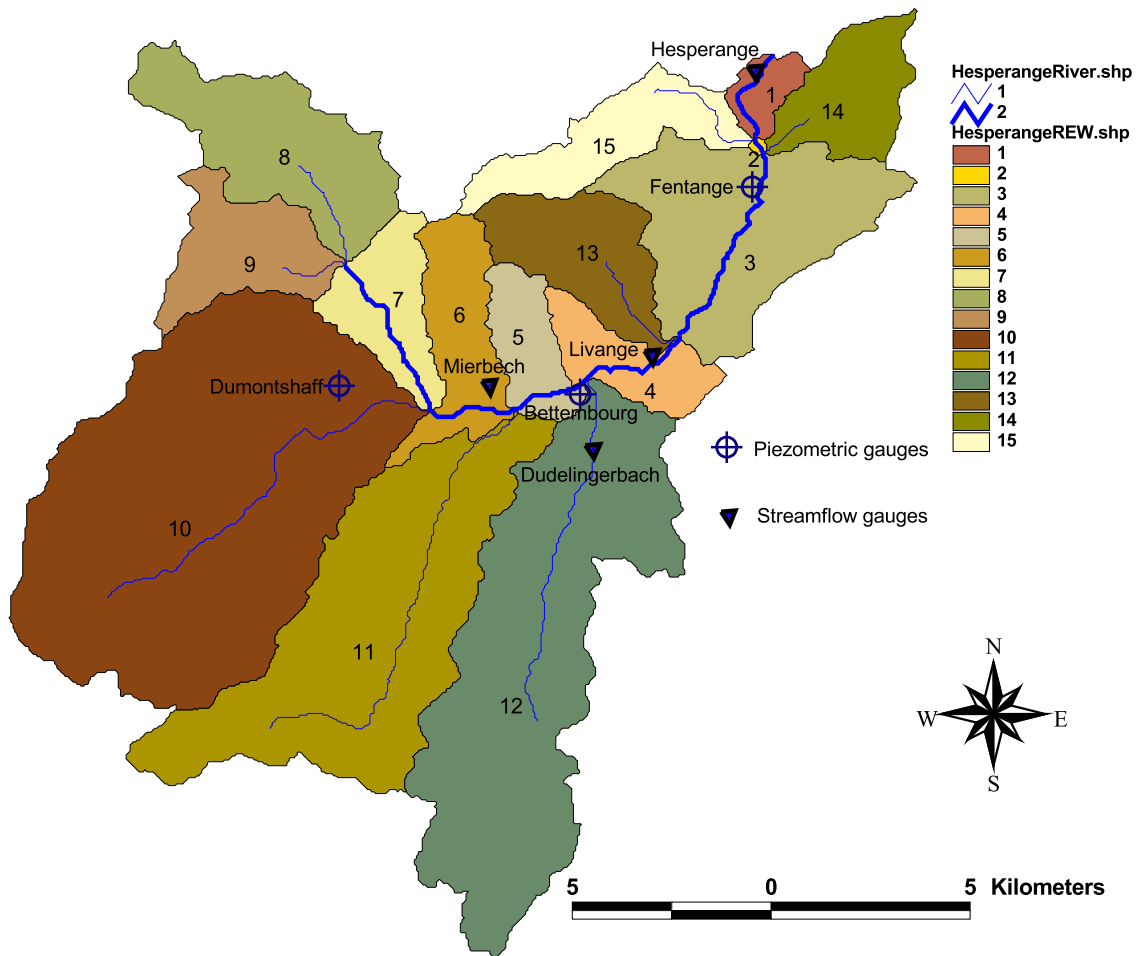 Hesperange
HesperangeRiver.shp
1
2
HesperangeREW.shp
1
2
3
4
5
6
7
8
9
10
11
12
13
14
15
1
14
15
2
8
Fentange
3
13
9
7
6
5
Livange
Mierbech
4
Dumontshaff
Bettembourg
Piezometric gauges
Dudelingerbach
Streamflow gauges
10
11
12
N
W
E
S
5
0
5
Kilometers